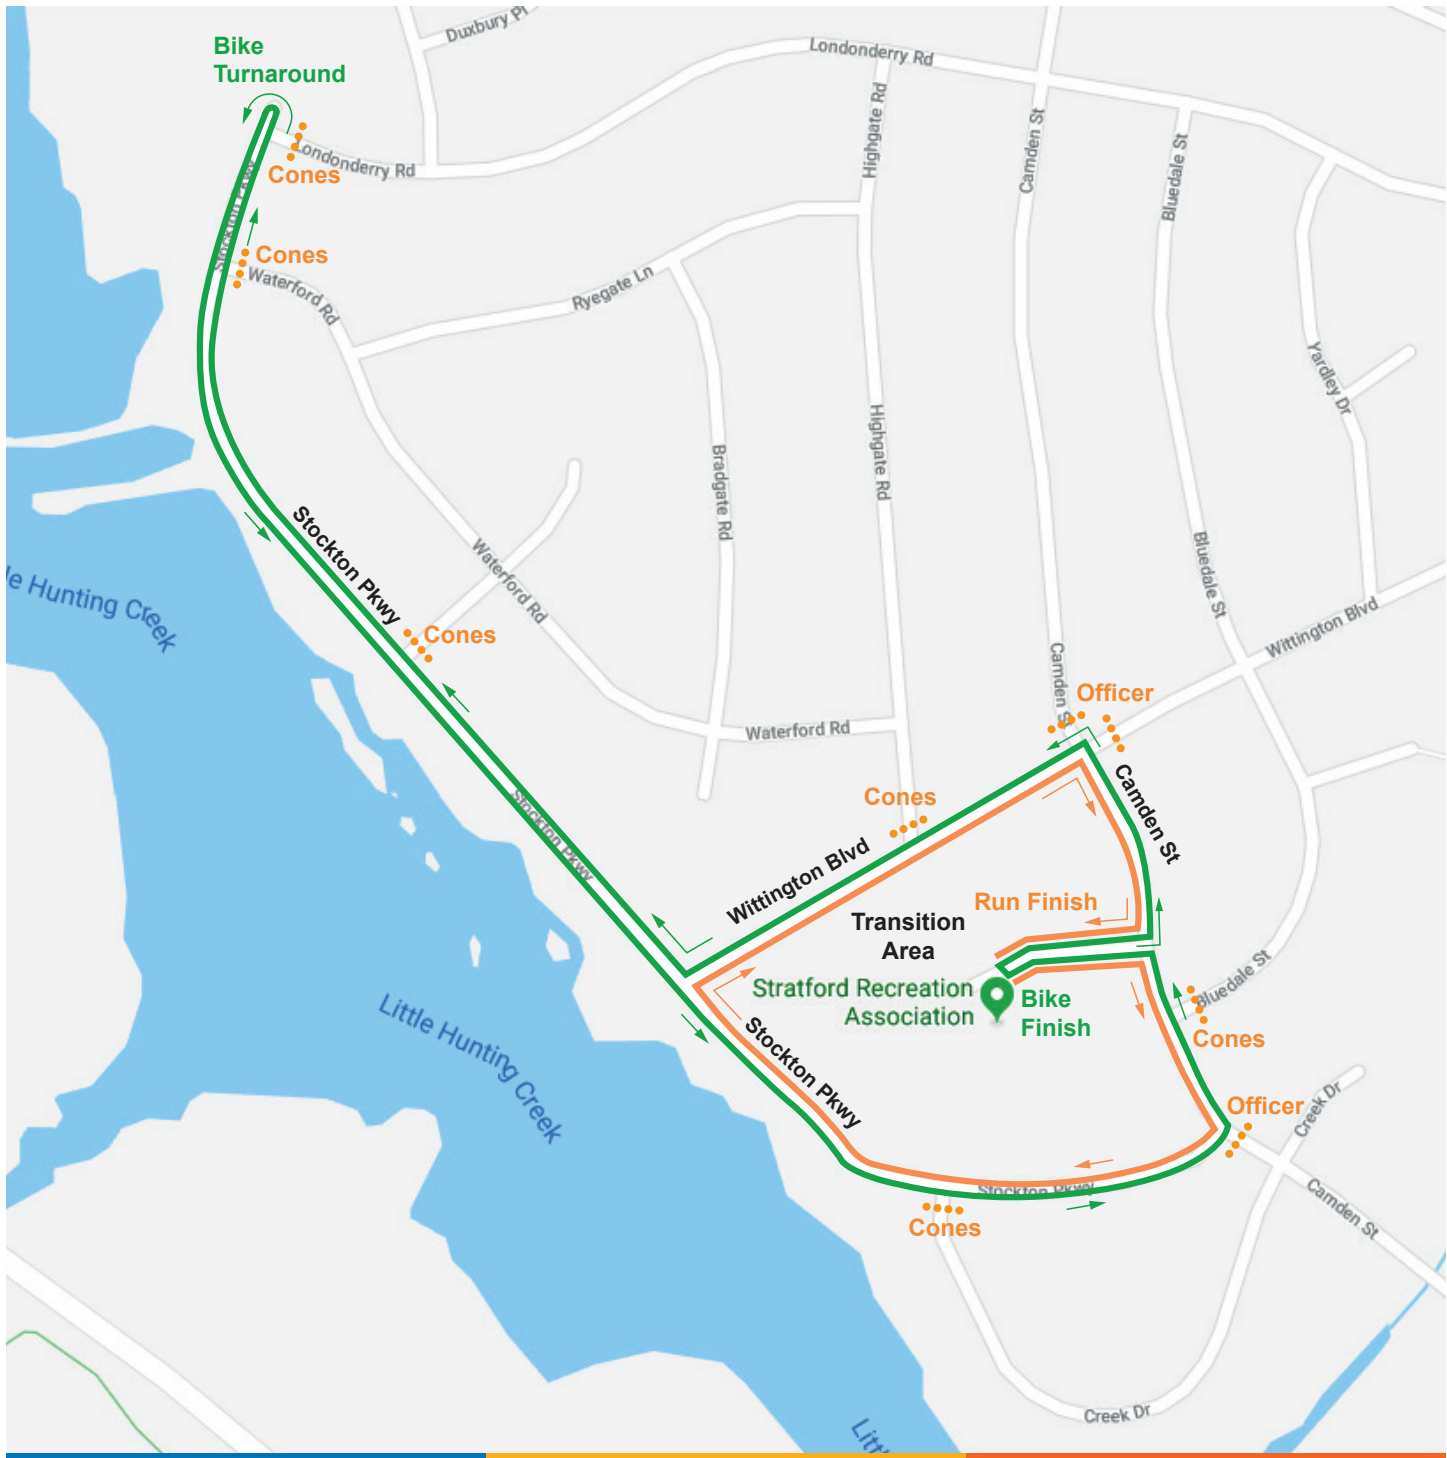 Duxbury Pl
Bike
Turnaround
Londonderry Rd
Highgate Rd
Camden St
Bluedale St
Londonderry Rd
Cones
Stockton Pkwy
Cones
Waterford Rd
Ryegate Ln
Yardley Dr
Highgate Rd
Bradgate Rd
Stockton Pkwy
Waterford Rd
Bluedale St
le Hunting Creek
Cones
Wittington Blvd
Camden St
Officer
Waterford Rd
Camden St
Cones
Stockton Pkwy
Wittington Blvd
Run Finish
Transition
Area
Stratford Recreation
Association
Bike
Finish
Bluedale St
Cones
Little Hunting Creek
Stockton Pkwy
Officer
Creek Dr
Stockton Pkwy
Cones
Camden St
Creek Dr